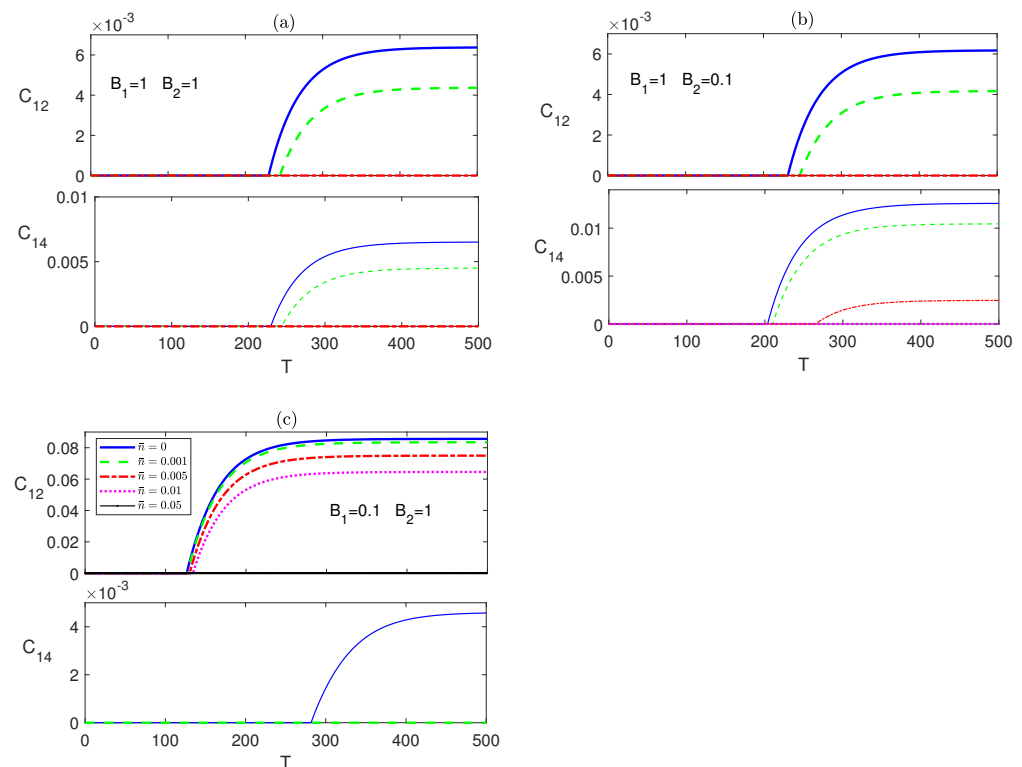 (a)
×10⁻³
6
4
2
0
C₁₂
B₁=1 B₂=1
0.01
0.005
0
C₁₄
0 100 200 300 400 500
T
(b)
×10⁻³
6
4
2
0
C₁₂
B₁=1 B₂=0.1
0.01
0.005
0
C₁₄
0 100 200 300 400 500
T
(c)
0.08
0.06
0.04
0.02
0
C₁₂
n̄ = 0
n̄ = 0.001
n̄ = 0.005
n̄ = 0.01
n̄ = 0.05
B₁=0.1 B₂=1
×10⁻³
4
2
0
C₁₄
0 100 200 300 400 500
T